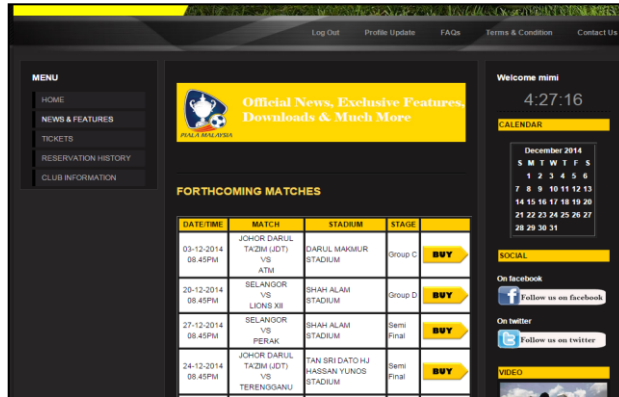 Log Out Profile Update FAQs Terms & Condition Contact Us
MENU
HOME
NEWS & FEATURES
TICKETS
RESERVATION HISTORY
CLUB INFORMATION
PIALA MALAYSIA
Official News, Exclusive Features,
Downloads & Much More
FORTHCOMING MATCHES
DATE/TIME MATCH STADIUM STAGE
03-12-2014
08.45PM
JOHOR DARUL
TA'ZIM (JDT)
VS
ATM
DARUL MAKMUR
STADIUM
Group C
BUY
20-12-2014
08.45PM
SELANGOR
VS
LIONS XII
SHAH ALAM
STADIUM
Group D
BUY
27-12-2014
08.45PM
SELANGOR
VS
PERAK
SHAH ALAM
STADIUM
Semi
Final
BUY
24-12-2014
08.45PM
JOHOR DARUL
TA'ZIM (JDT)
VS
TERENGGANU
TAN SRI DATO HJ
HASSAN YUNOS
STADIUM
Semi
Final
BUY
Welcome mimi
4:27:16
CALENDAR
December 2014
S M T W T F S
1 2 3 4 5 6
7 8 9 10 11 12 13
14 15 16 17 18 19 20
21 22 23 24 25 26 27
28 29 30 31
SOCIAL
On facebook
Follow us on facebook
On twitter
Follow us on twitter
VIDEO